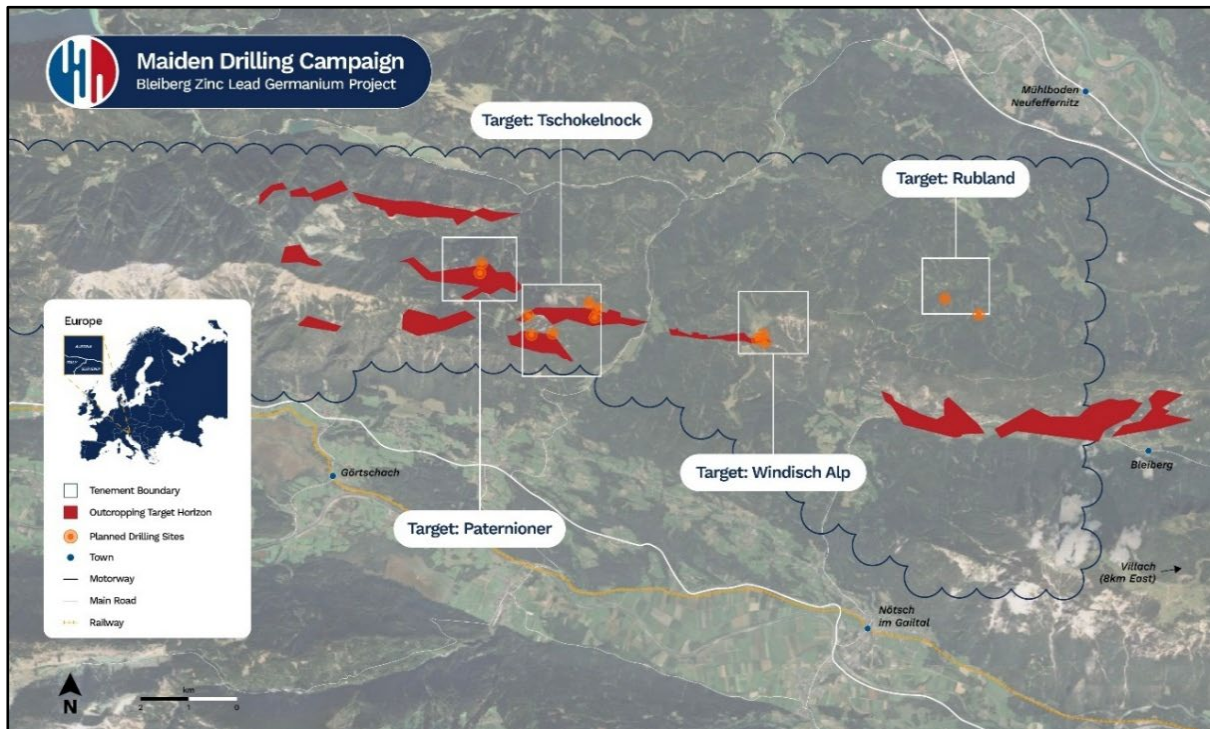 Maiden Drilling Campaign
Bleiberg Zinc Lead Germanium Project
Mühlboden
Neufeffernitz
Target: Tschokelnock
Target: Rubland
Europe
AUSTRIA
ITALY
Görtschach
Target: Windisch Alp
Bleiberg
Tenement Boundary
Outcropping Target Horizon
Target: Paternioner
Planned Drilling Sites
Town
Motorway
Main Road
Railway
Villach
(8km East)
Nötsch
im Gailtal
N
km
2
1
0